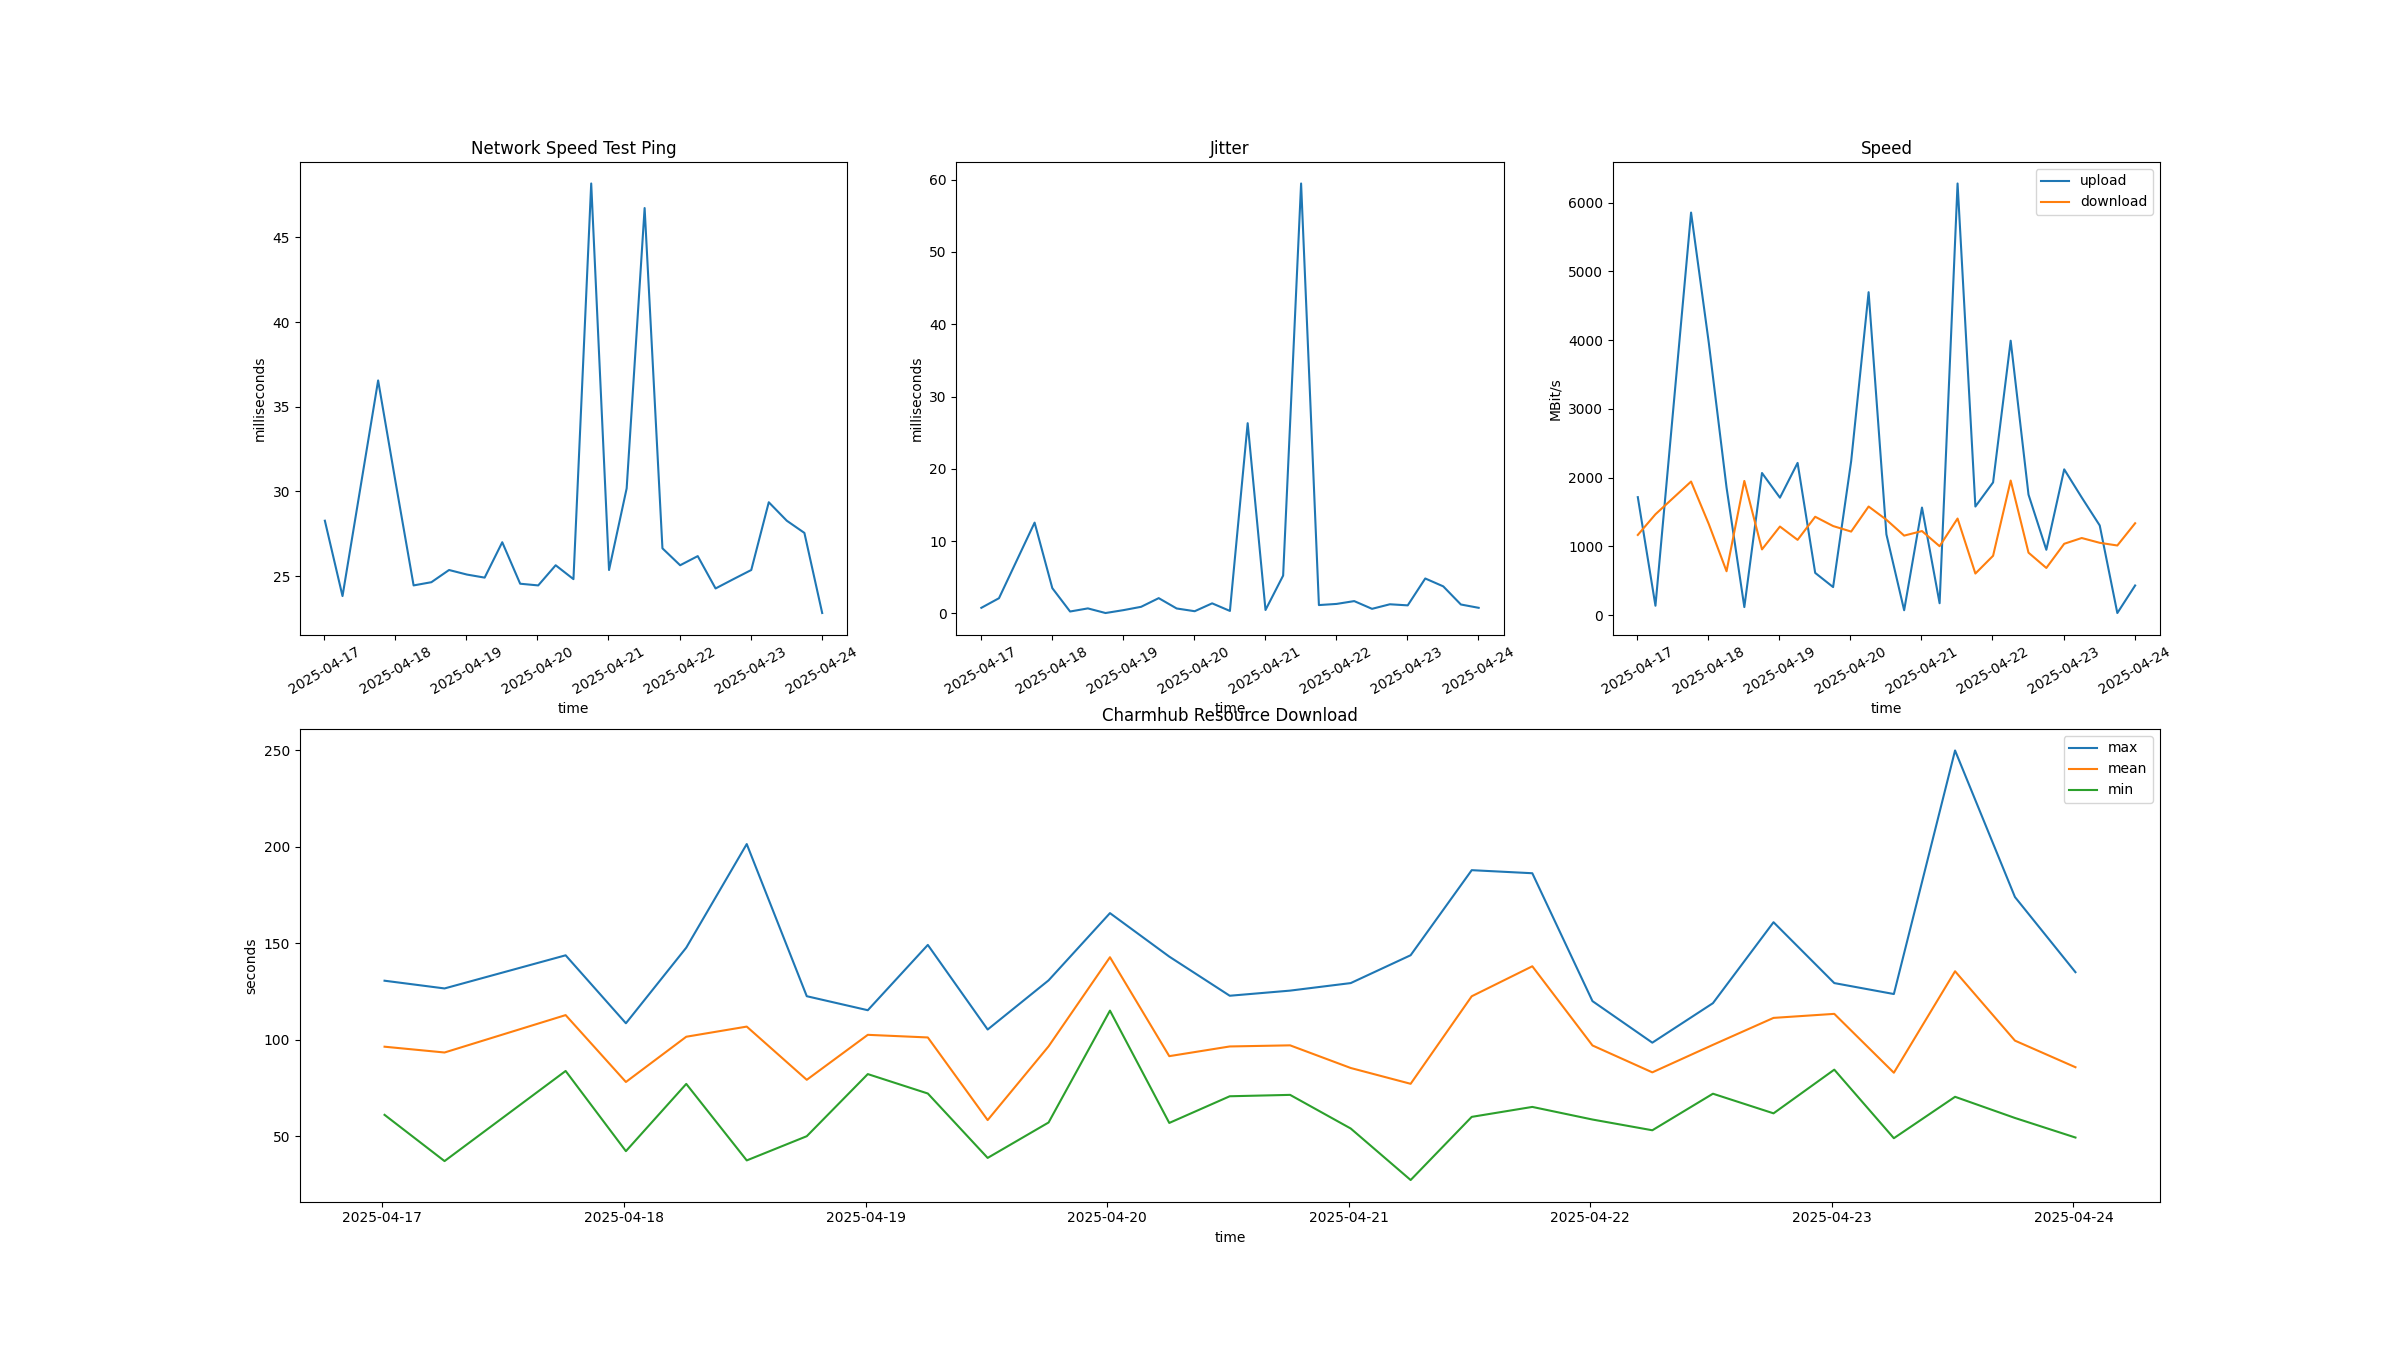 Network Speed Test Ping
milliseconds
45
40
35
30
25
2025-04-17 2025-04-18 2025-04-19 2025-04-20 2025-04-21 2025-04-22 2025-04-23 2025-04-24
time
Jitter
milliseconds
60
50
40
30
20
10
0
2025-04-17 2025-04-18 2025-04-19 2025-04-20 2025-04-21 2025-04-22 2025-04-23 2025-04-24
time
Speed
upload
download
MBit/s
6000
5000
4000
3000
2000
1000
0
2025-04-17 2025-04-18 2025-04-19 2025-04-20 2025-04-21 2025-04-22 2025-04-23 2025-04-24
time
Charmhub Resource Download
max
mean
min
seconds
250
200
150
100
50
2025-04-17 2025-04-18 2025-04-19 2025-04-20 2025-04-21 2025-04-22 2025-04-23 2025-04-24
time